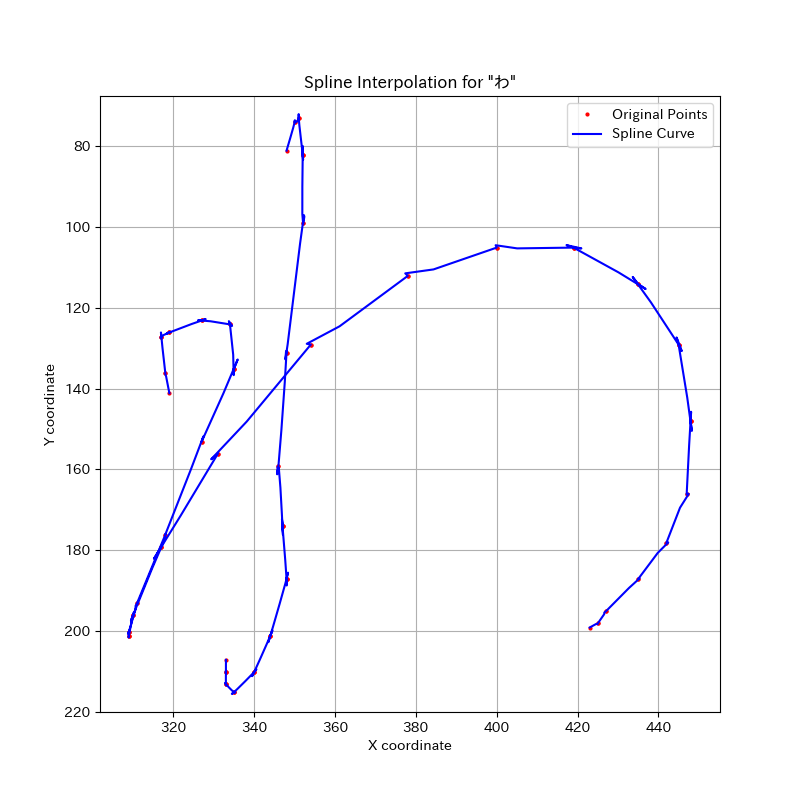 Spline Interpolation for "わ"
Original Points
Spline Curve
Y coordinate
80
100
120
140
160
180
200
220
320 340 360 380 400 420 440
X coordinate